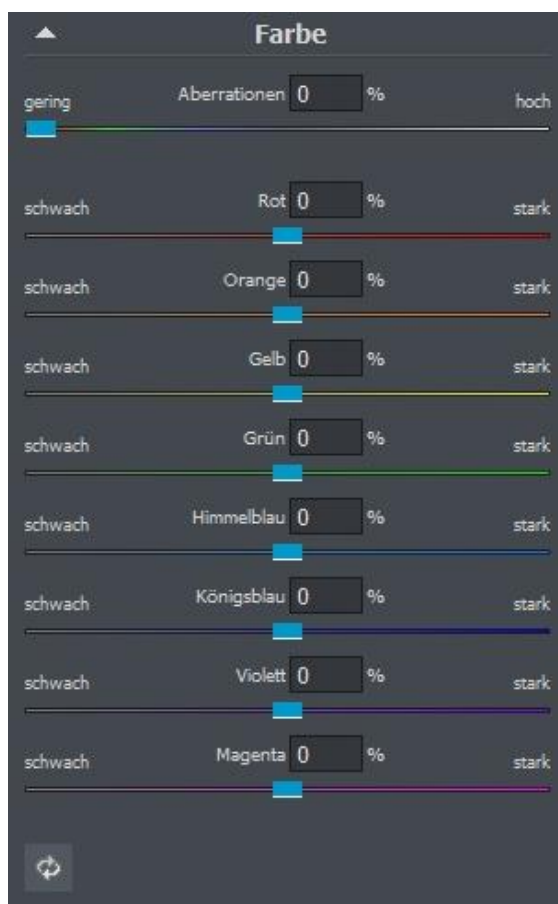 Farbe
Aberrationen 0 %
gering hoch
Rot 0 %
schwach stark
Orange 0 %
schwach stark
Gelb 0 %
schwach stark
Grün 0 %
schwach stark
Himmelblau 0 %
schwach stark
Königsblau 0 %
schwach stark
Violett 0 %
schwach stark
Magenta 0 %
schwach stark